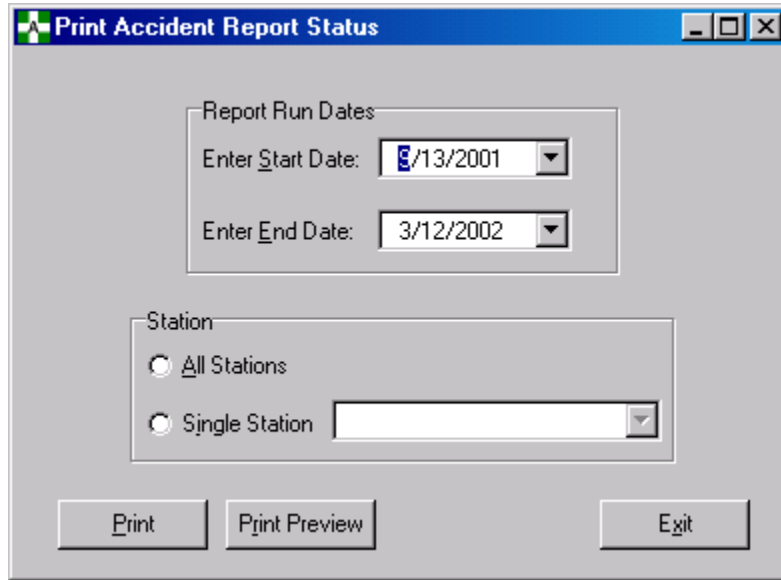 A Print Accident Report Status
Report Run Dates
Enter Start Date: 9/13/2001
Enter End Date: 3/12/2002
Station
All Stations
Single Station
Print Print Preview Exit